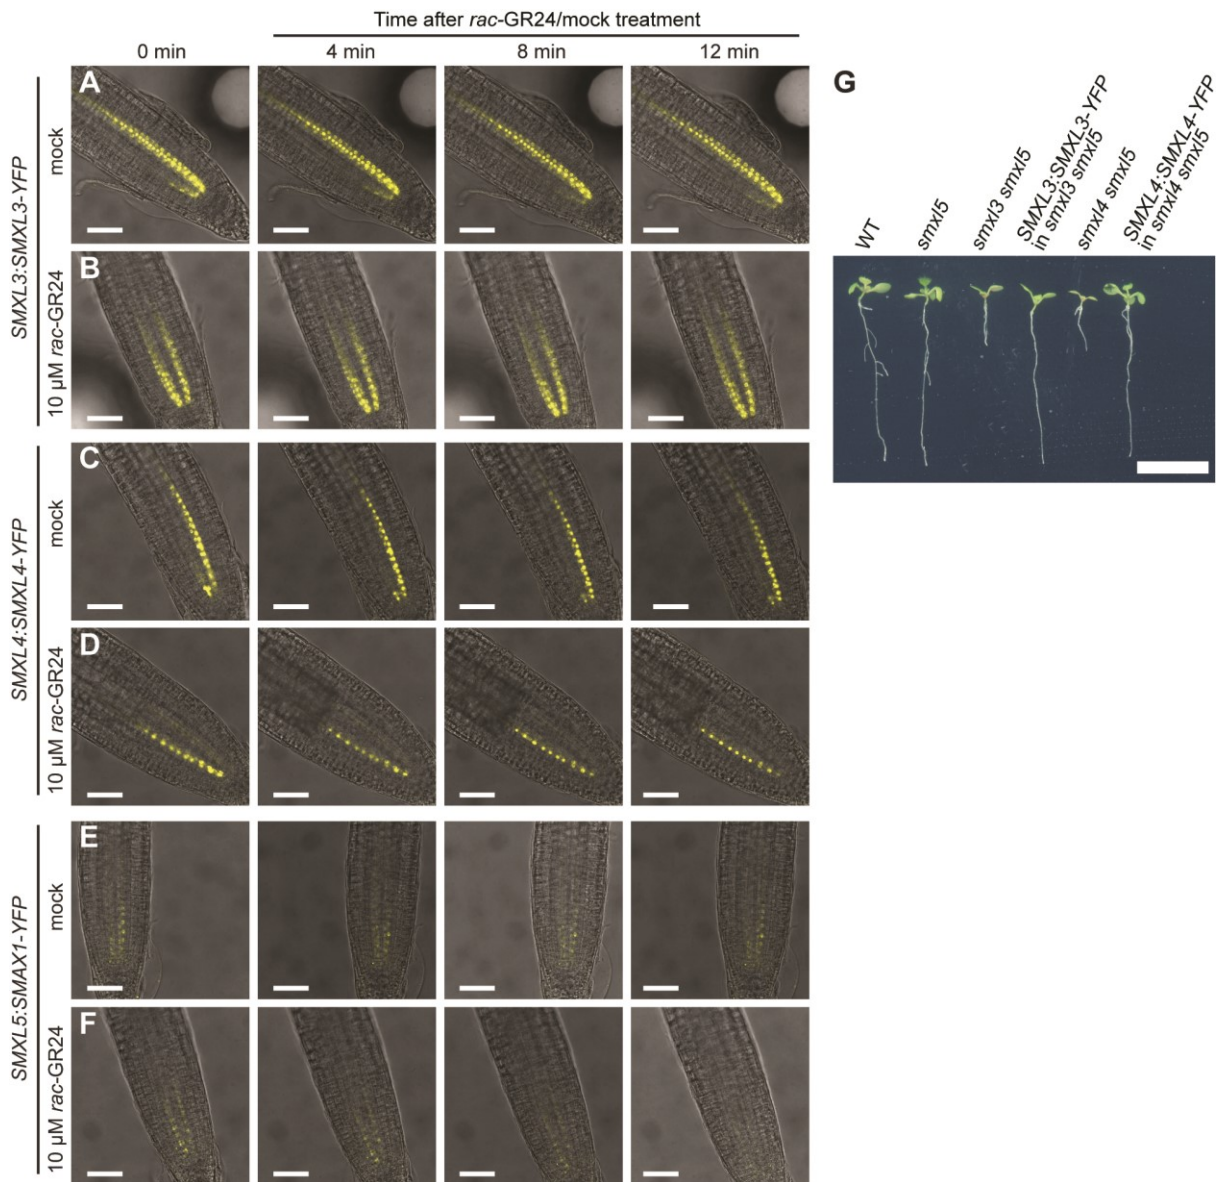 Time after rac-GR24/mock treatment
0 min 4 min 8 min 12 min
SMXL3:SMXL3-YFP
mock
A
10 µM rac-GR24
B
SMXL4:SMXL4-YFP
mock
C
10 µM rac-GR24
D
SMXL5:SMAX1-YFP
mock
E
10 µM rac-GR24
F
G
WT
smxl5
smxl3 smxl5
SMXL3:SMXL3-YFP
in smxl3 smxl5
smxl4 smxl5
SMXL4:SMXL4-YFP
in smxl4 smxl5